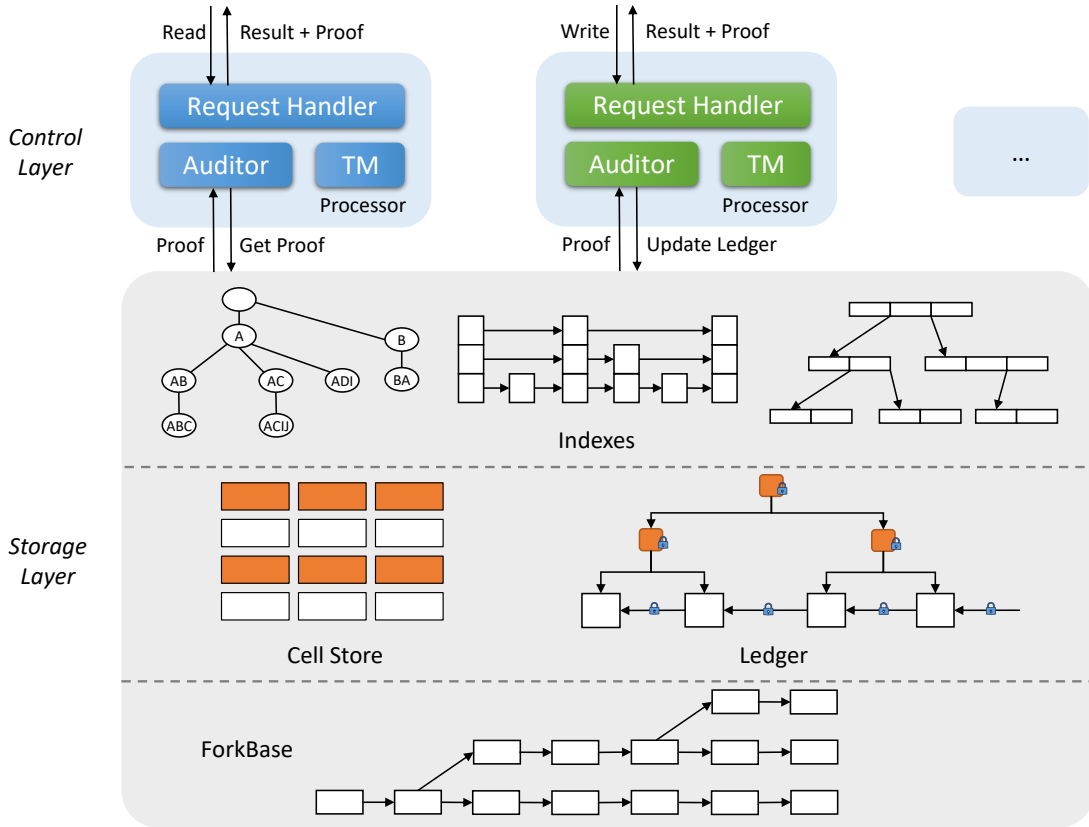 Read
Result + Proof
Write
Result + Proof
Request Handler
Request Handler
Control
Layer
Auditor
TM
Auditor
TM
...
Processor
Processor
Proof
Get Proof
Proof
Update Ledger
A
B
AB
AC
ADI
BA
ABC
ACIJ
Indexes
Storage
Layer
Cell Store
Ledger
ForkBase